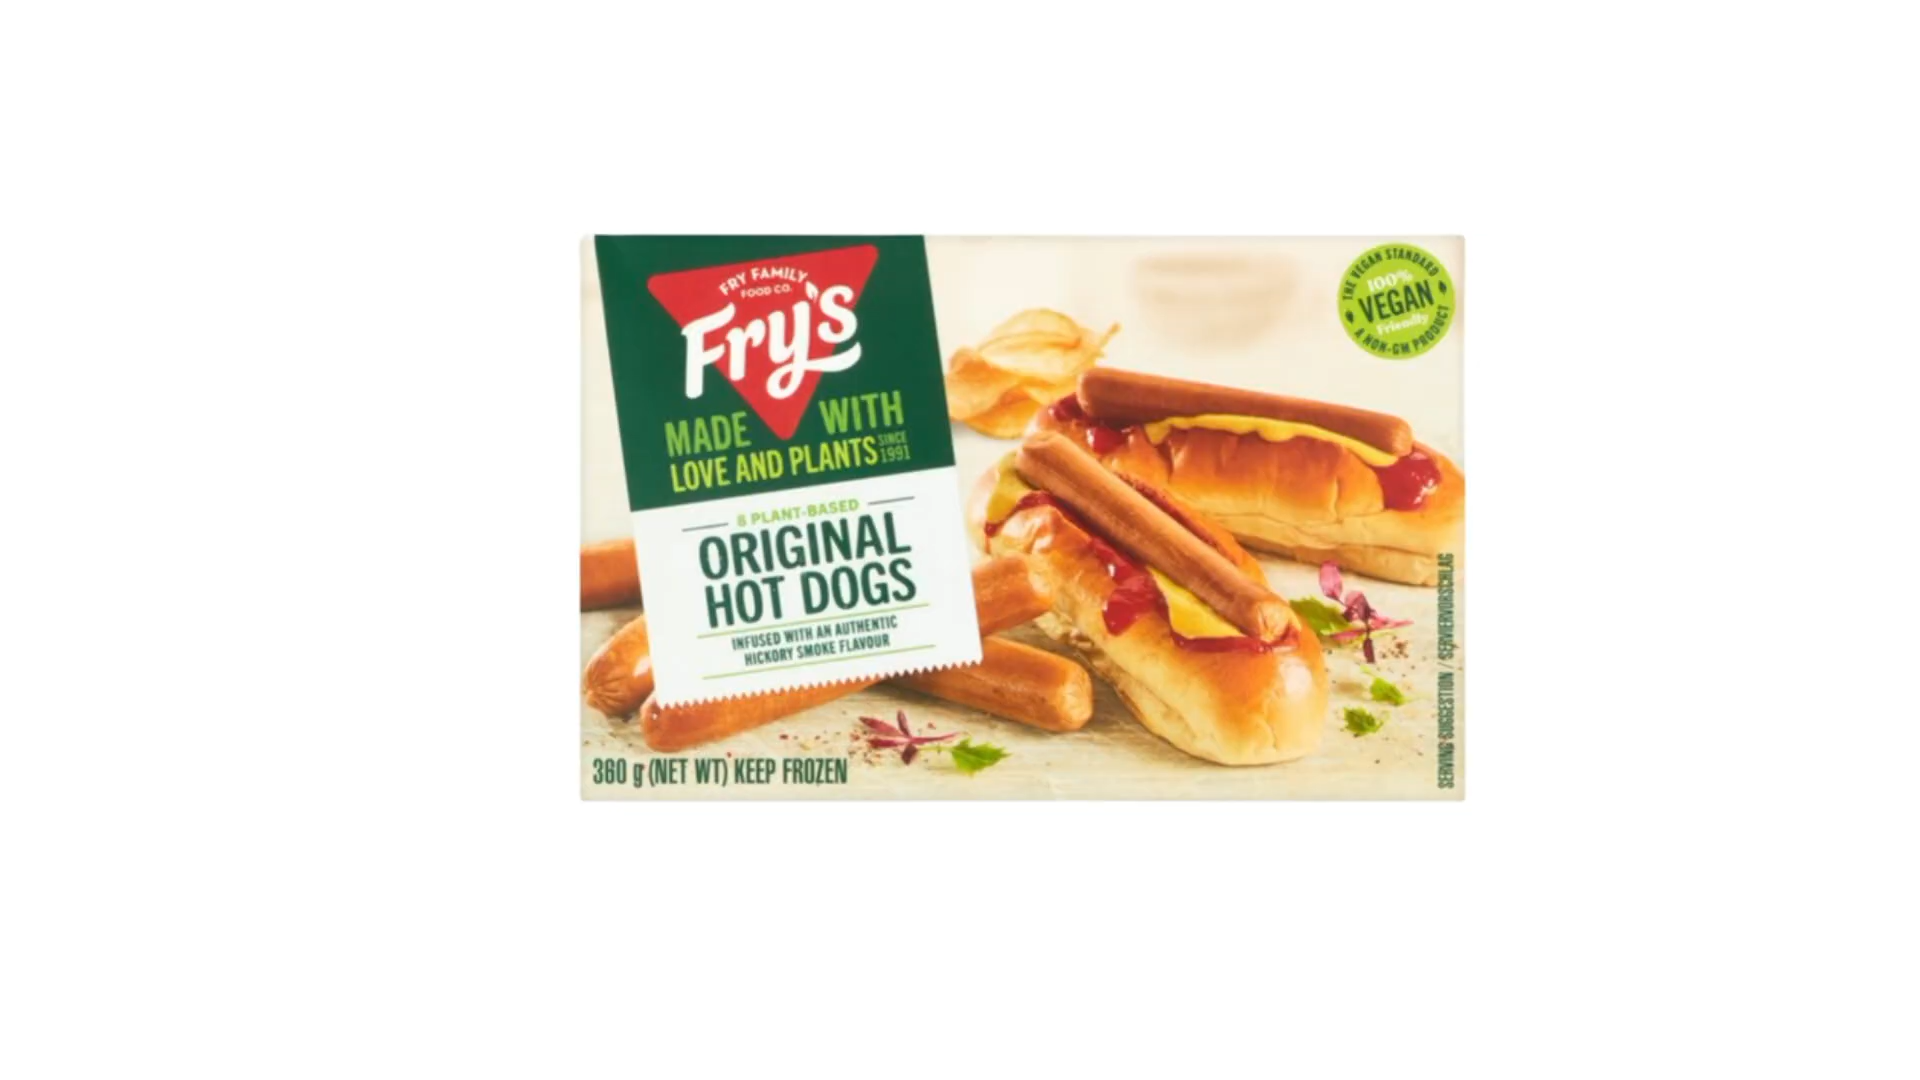 FRY FAMILY
FOOD CO.
Fry's
MADE WITH
LOVE AND PLANTS SINCE 1991
8 PLANT-BASED
ORIGINAL
HOT DOGS
INFUSED WITH AN AUTHENTIC
HICKORY SMOKE FLAVOUR
360 g (NET WT) KEEP FROZEN
THE VEGAN STANDARD
100%
VEGAN
Friendly
A NON-GM PRODUCT
SERVING SUGGESTION / SERVIERVORSCHLAG